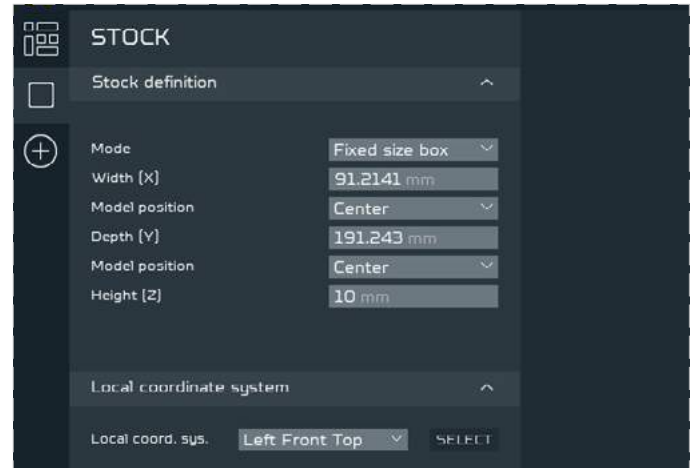 STOCK
Stock definition
Mode Fixed size box
Width (X) 91.2141 mm
Model position Center
Depth (Y) 191.243 mm
Model position Center
Height (Z) 10 mm
Local coordinate system
Local coord. sys. Left Front Top SELECT